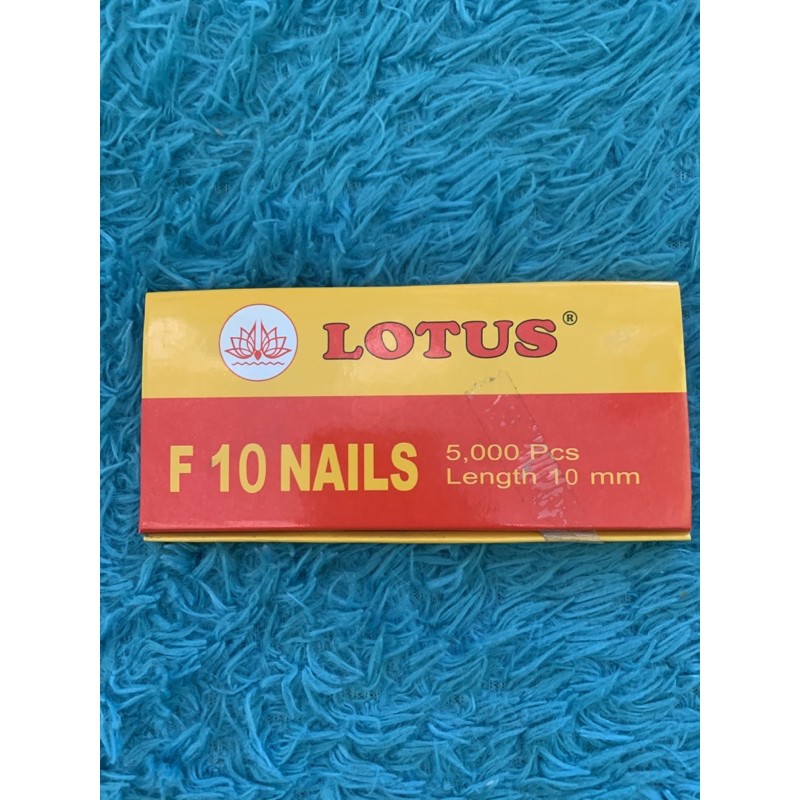 LOTUS®
F 10 NAILS
5,000 Pcs
Length 10 mm